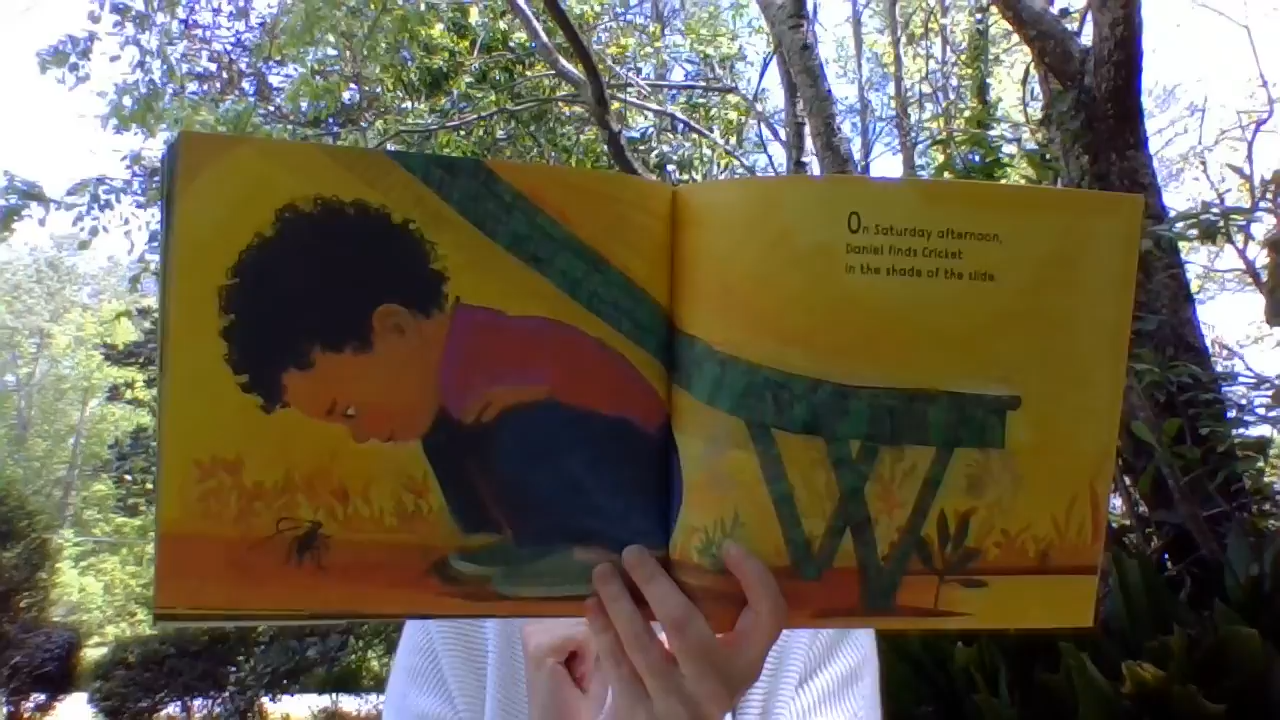 On Saturday afternoon,
Daniel finds Cricket
in the shade of the slide.